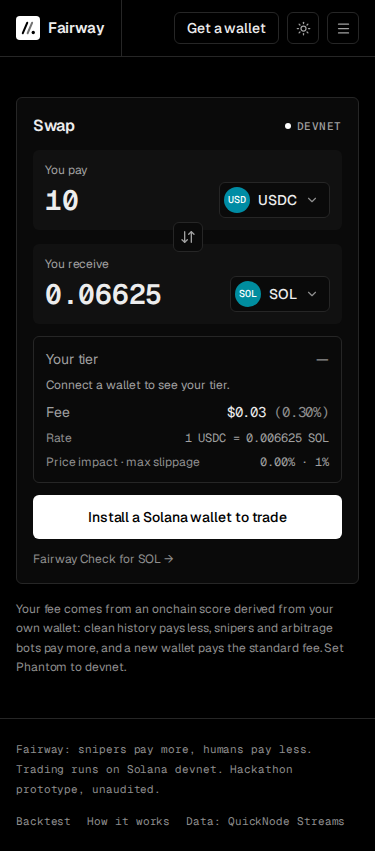 Fairway
Get a wallet
Swap
DEVNET
You pay
10
USD
USDC
You receive
0.06625
SOL
SOL
Your tier
—
Connect a wallet to see your tier.
Fee
$0.03 (0.30%)
Rate
1 USDC = 0.006625 SOL
Price impact · max slippage
0.00% · 1%
Install a Solana wallet to trade
Fairway Check for SOL →
Your fee comes from an onchain score derived from your
own wallet: clean history pays less, snipers and arbitrage
bots pay more, and a new wallet pays the standard fee. Set
Phantom to devnet.
Fairway: snipers pay more, humans pay less.
Trading runs on Solana devnet. Hackathon
prototype, unaudited.
Backtest How it works Data: QuickNode Streams